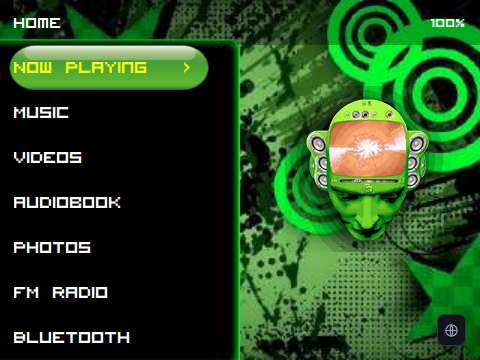 HOME
100%
NOW PLAYING
MUSIC
VIDEOS
AUDIOBOOK
PHOTOS
FM RADIO
BLUETOOTH